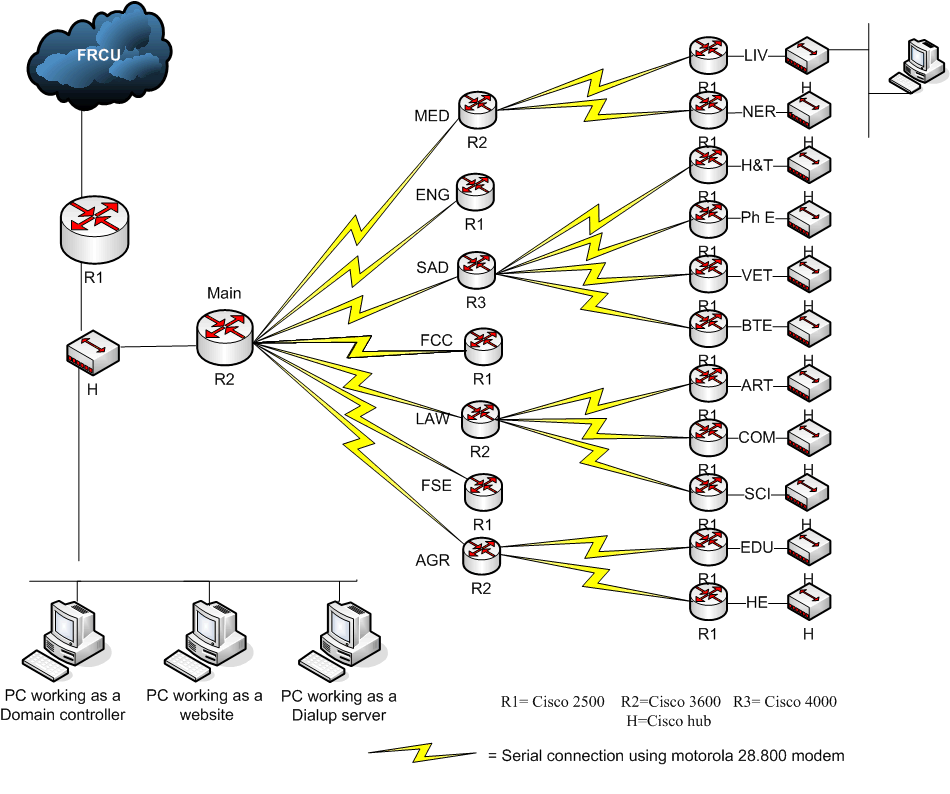 FRCU
R1
H
Main
R2
MED
R2
ENG
R1
SAD
R3
FCC
R1
LAW
R2
FSE
R1
AGR
R2
LIV
R1
H
NER
R1
H
H&T
R1
H
Ph E
R1
H
VET
R1
H
BTE
R1
H
ART
R1
H
COM
R1
H
SCI
R1
H
EDU
R1
H
HE
R1
H
PC working as a
Domain controller
PC working as a
website
PC working as a
Dialup server
R1= Cisco 2500 R2=Cisco 3600 R3= Cisco 4000
H=Cisco hub
= Serial connection using motorola 28.800 modem